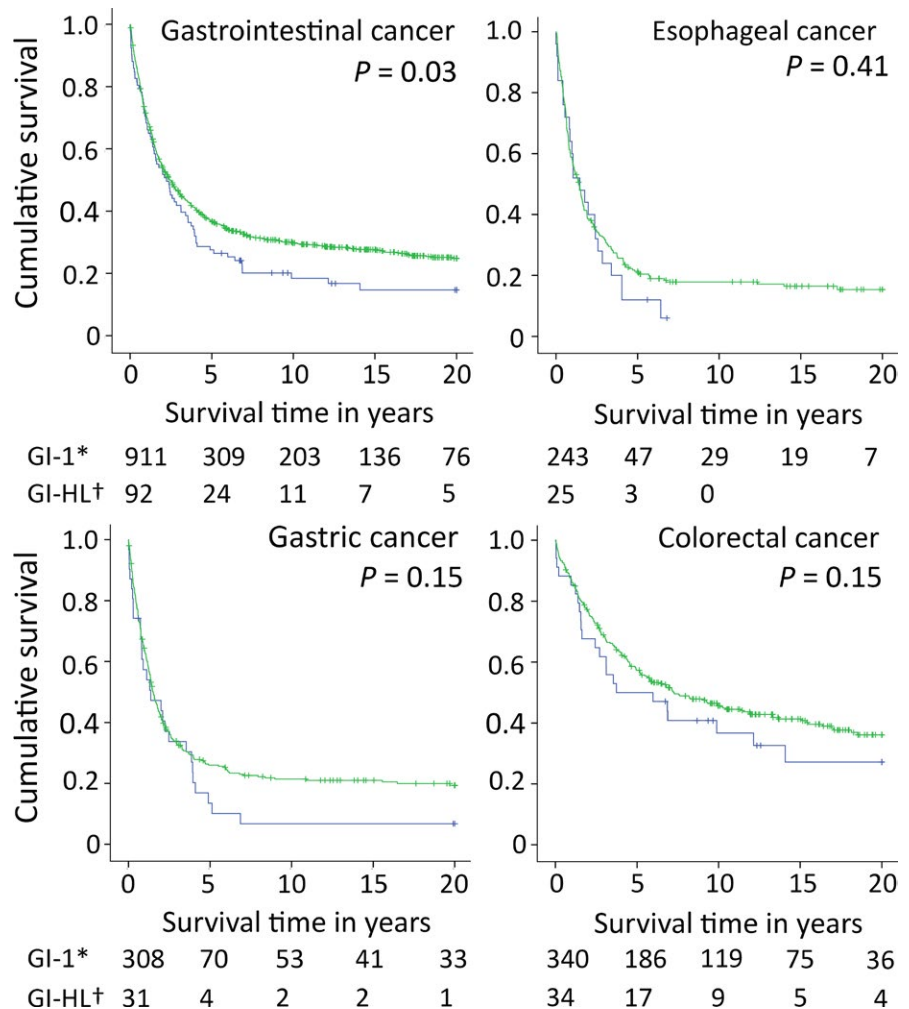 Gastrointestinal cancer
P = 0.03
Cumulative survival
1.0
0.8
0.6
0.4
0.2
0
0 5 10 15 20
Survival time in years
GI-1* 911 309 203 136 76
GI-HL† 92 24 11 7 5
Esophageal cancer
P = 0.41
1.0
0.8
0.6
0.4
0.2
0
0 5 10 15 20
Survival time in years
243 47 29 19 7
25 3 0
Gastric cancer
P = 0.15
Cumulative survival
1.0
0.8
0.6
0.4
0.2
0
0 5 10 15 20
Survival time in years
GI-1* 308 70 53 41 33
GI-HL† 31 4 2 2 1
Colorectal cancer
P = 0.15
1.0
0.8
0.6
0.4
0.2
0
0 5 10 15 20
Survival time in years
340 186 119 75 36
34 17 9 5 4